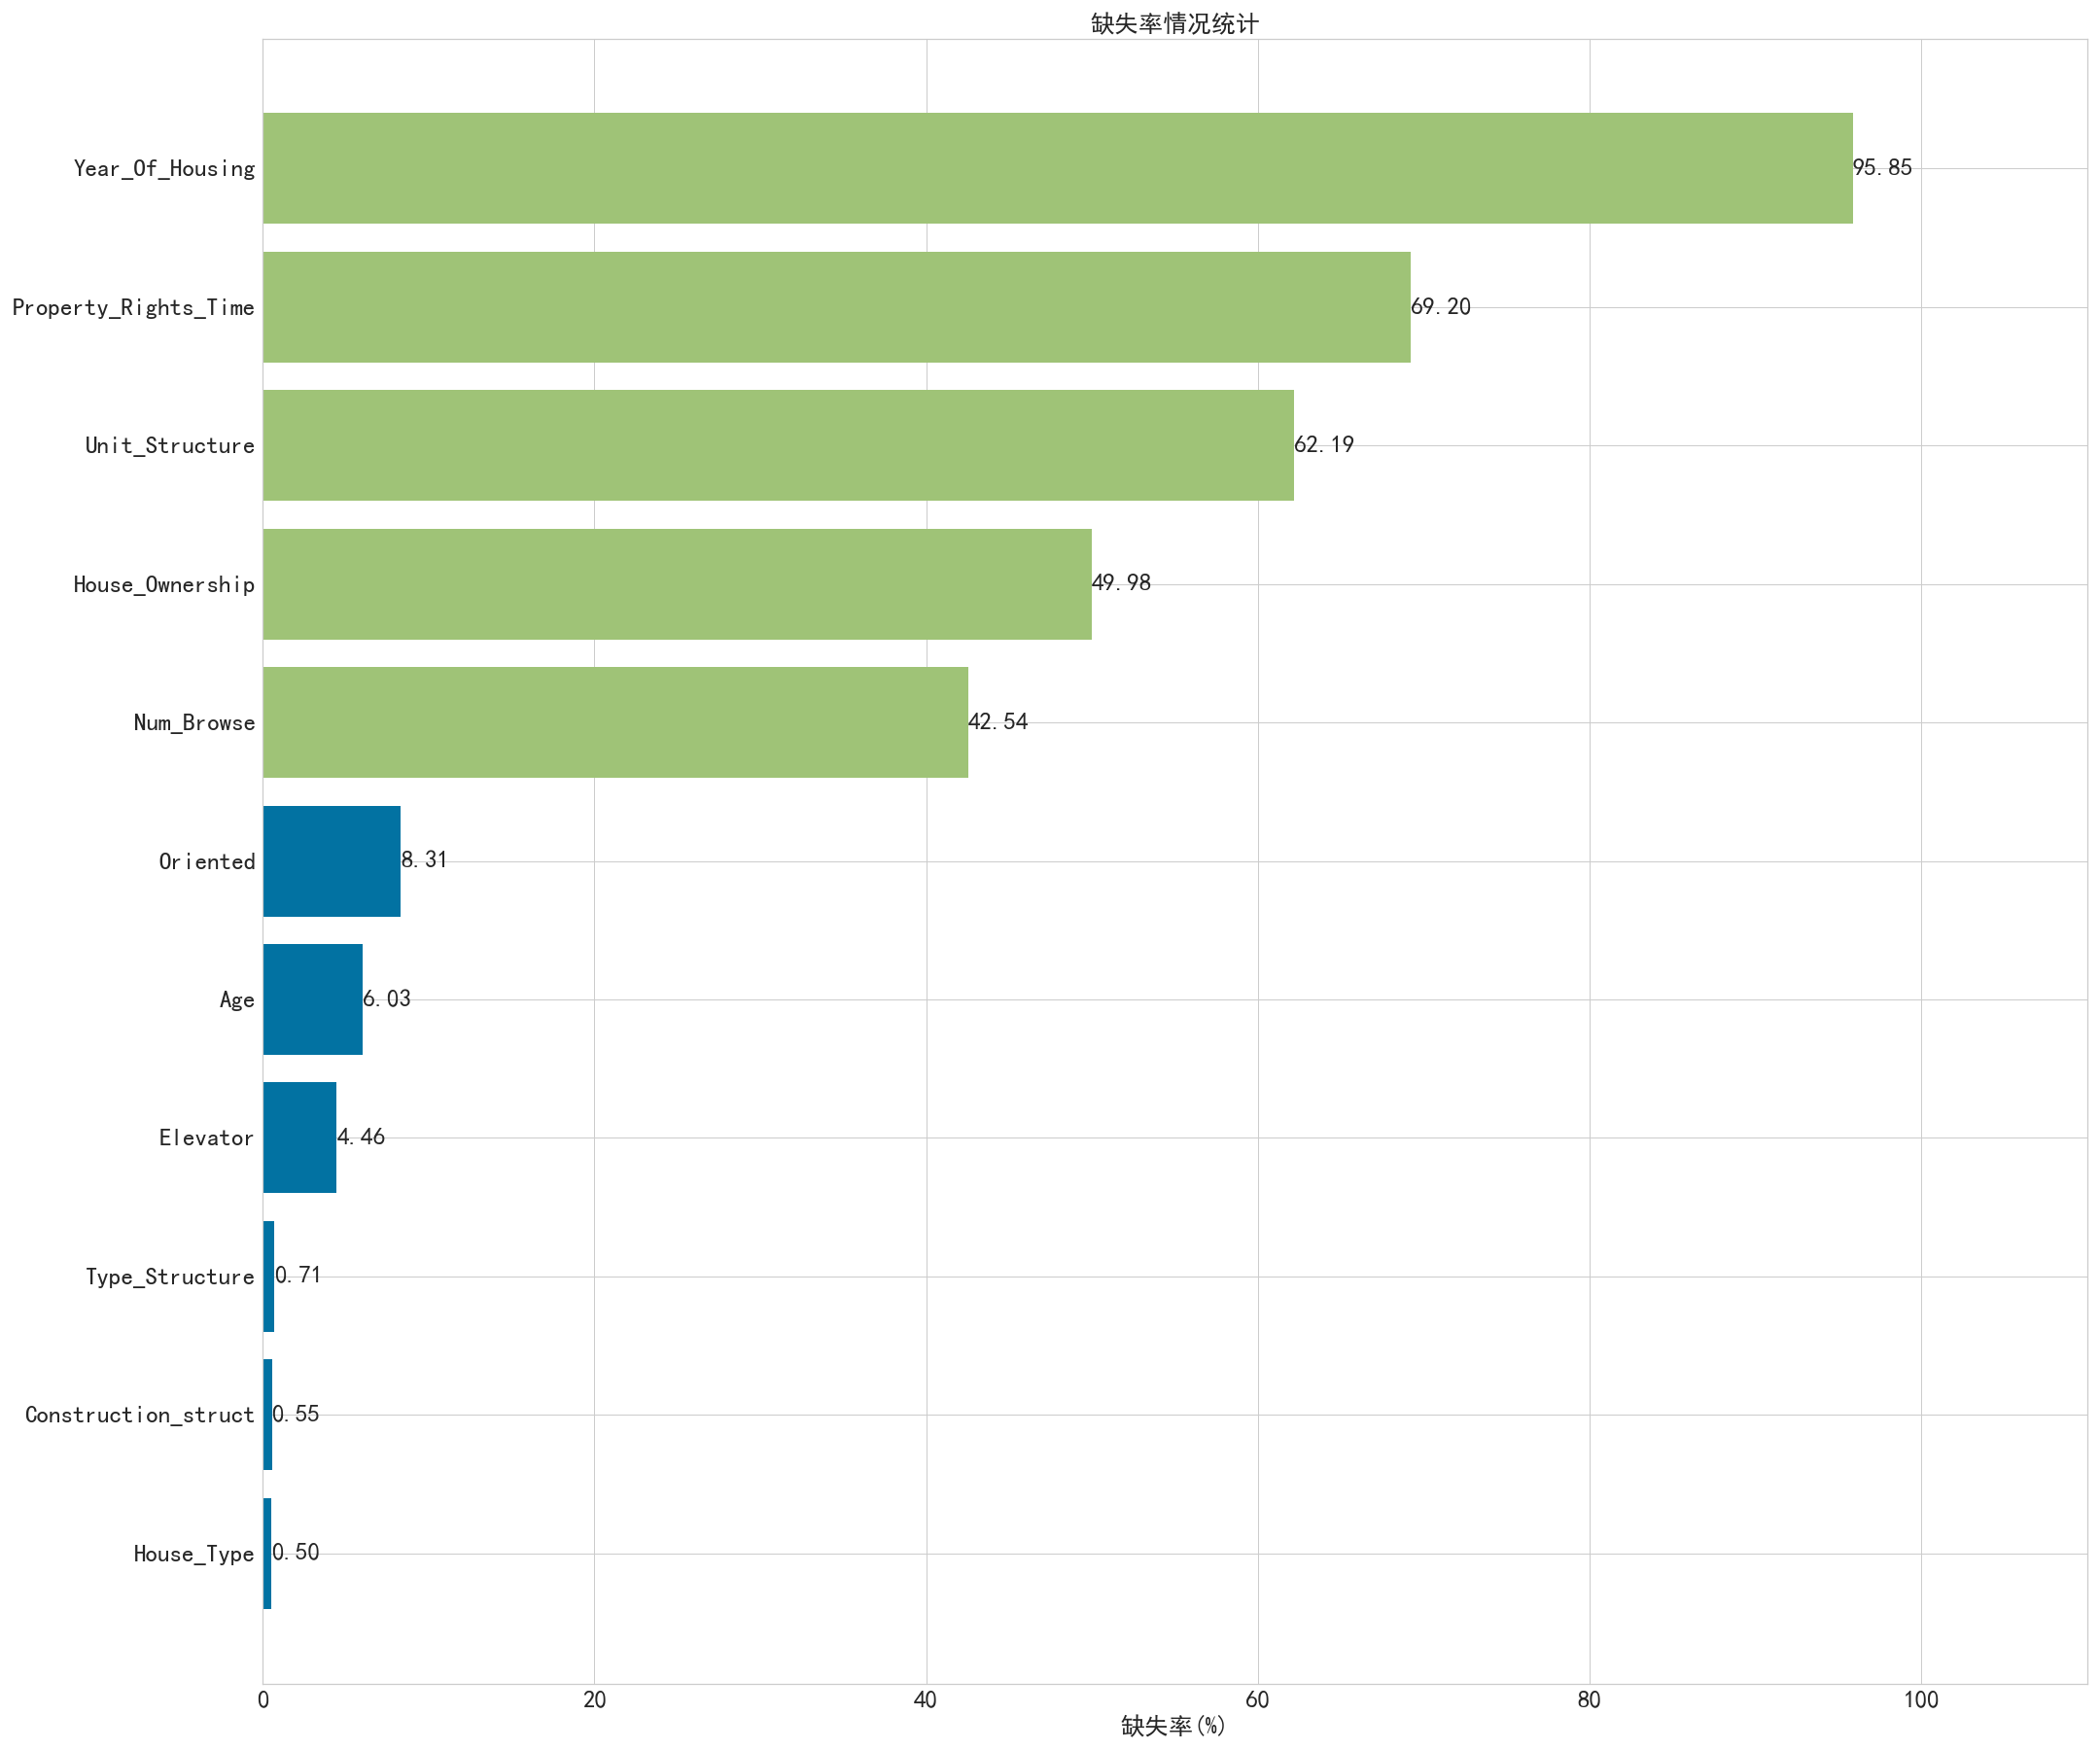 缺失率情况统计
Year_Of_Housing 95.85
Property_Rights_Time 69.20
Unit_Structure 62.19
House_Ownership 49.98
Num_Browse 42.54
Oriented 8.31
Age 6.03
Elevator 4.46
Type_Structure 0.71
Construction_struct 0.55
House_Type 0.50
0 20 40 60 80 100
缺失率(%)